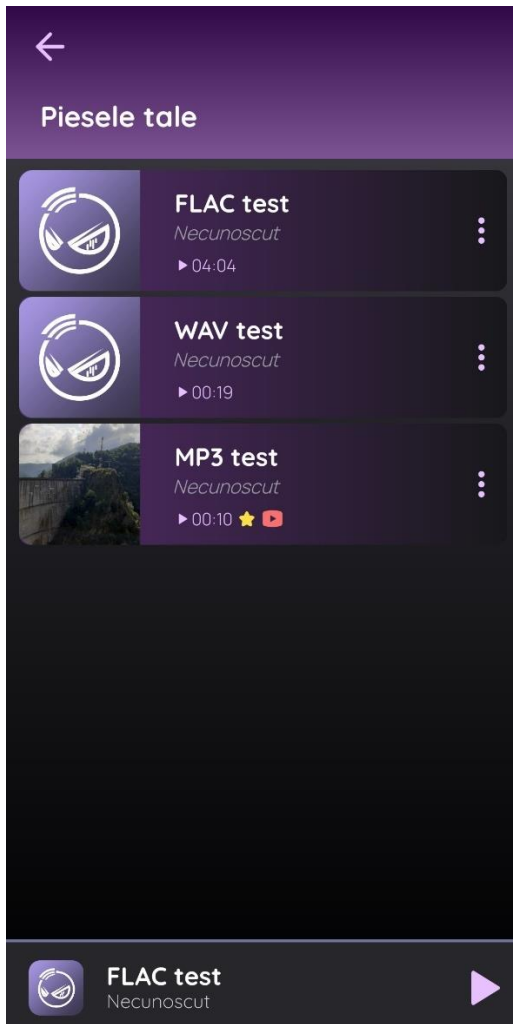 Piesele tale
FLAC test
Necunoscut
04:04
WAV test
Necunoscut
00:19
MP3 test
Necunoscut
00:10
FLAC test
Necunoscut